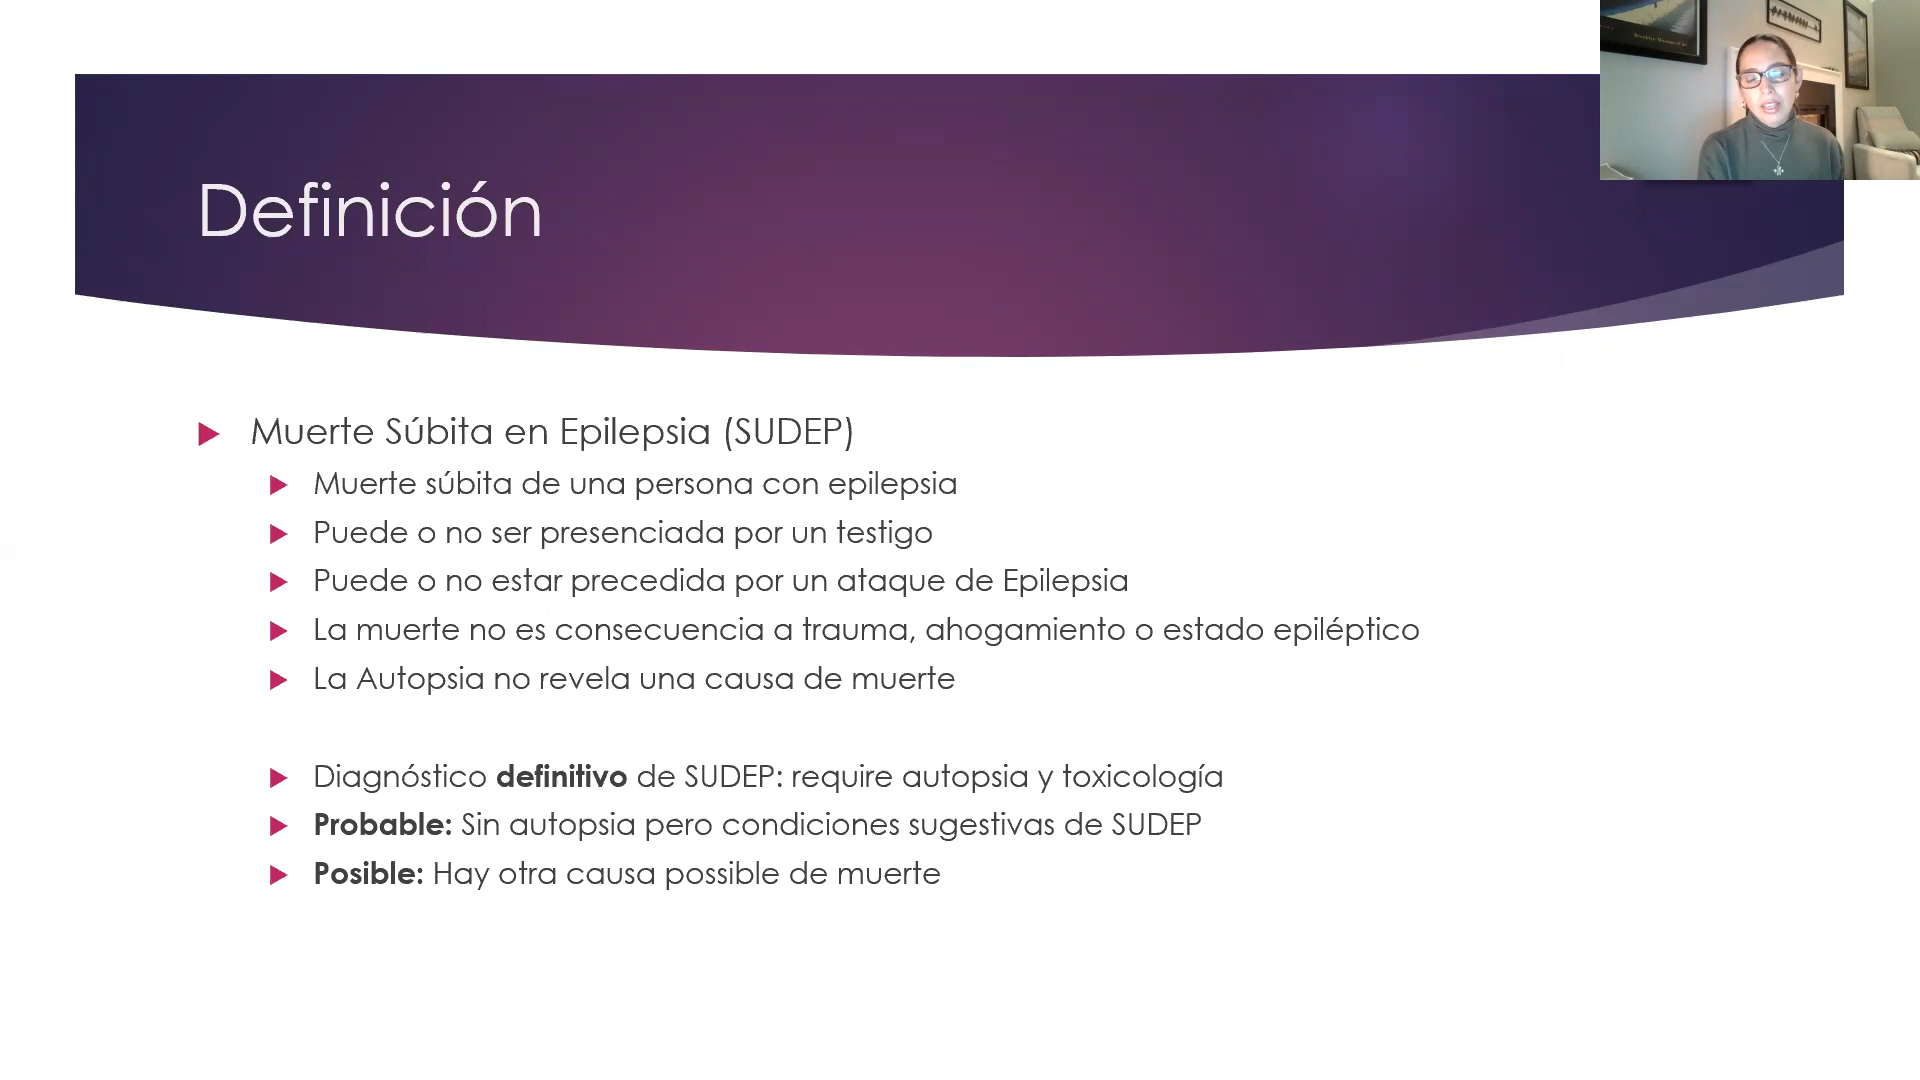 Definición
Muerte Súbita en Epilepsia (SUDEP)
Muerte súbita de una persona con epilepsia
Puede o no ser presenciada por un testigo
Puede o no estar precedida por un ataque de Epilepsia
La muerte no es consecuencia a trauma, ahogamiento o estado epiléptico
La Autopsia no revela una causa de muerte
Diagnóstico definitivo de SUDEP: require autopsia y toxicología
Probable: Sin autopsia pero condiciones sugestivas de SUDEP
Posible: Hay otra causa possible de muerte